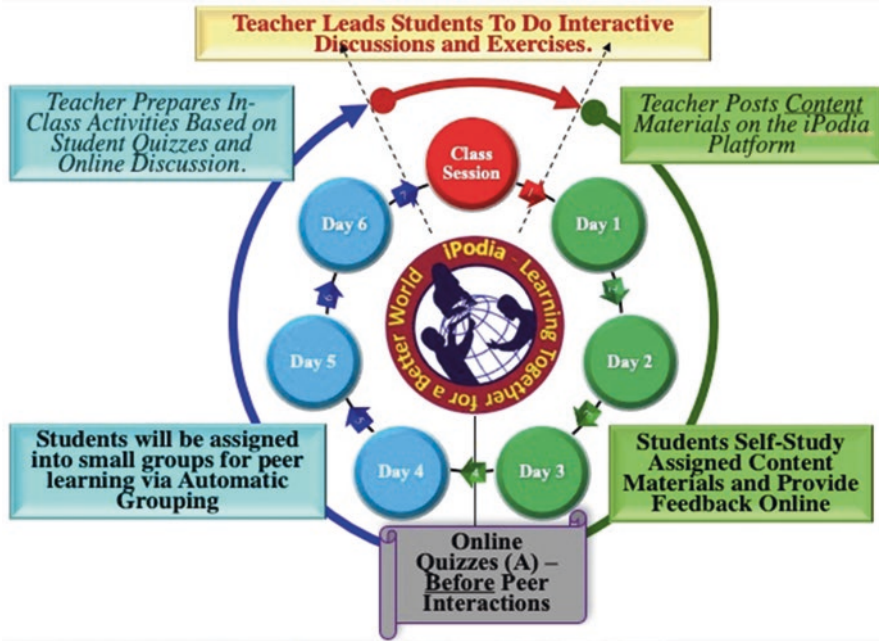 Teacher Leads Students To Do Interactive
Discussions and Exercises.
Teacher Prepares In-
Class Activities Based on
Student Quizzes and
Online Discussion.
Teacher Posts Content
Materials on the iPodia
Platform
Class
Session
Day 6
Day 1
iPodia - Learning Together for a Better World
Day 5
Day 2
Students will be assigned
into small groups for peer
learning via Automatic
Grouping
Day 4
Day 3
Students Self-Study
Assigned Content
Materials and Provide
Feedback Online
Online
Quizzes (A) –
Before Peer
Interactions